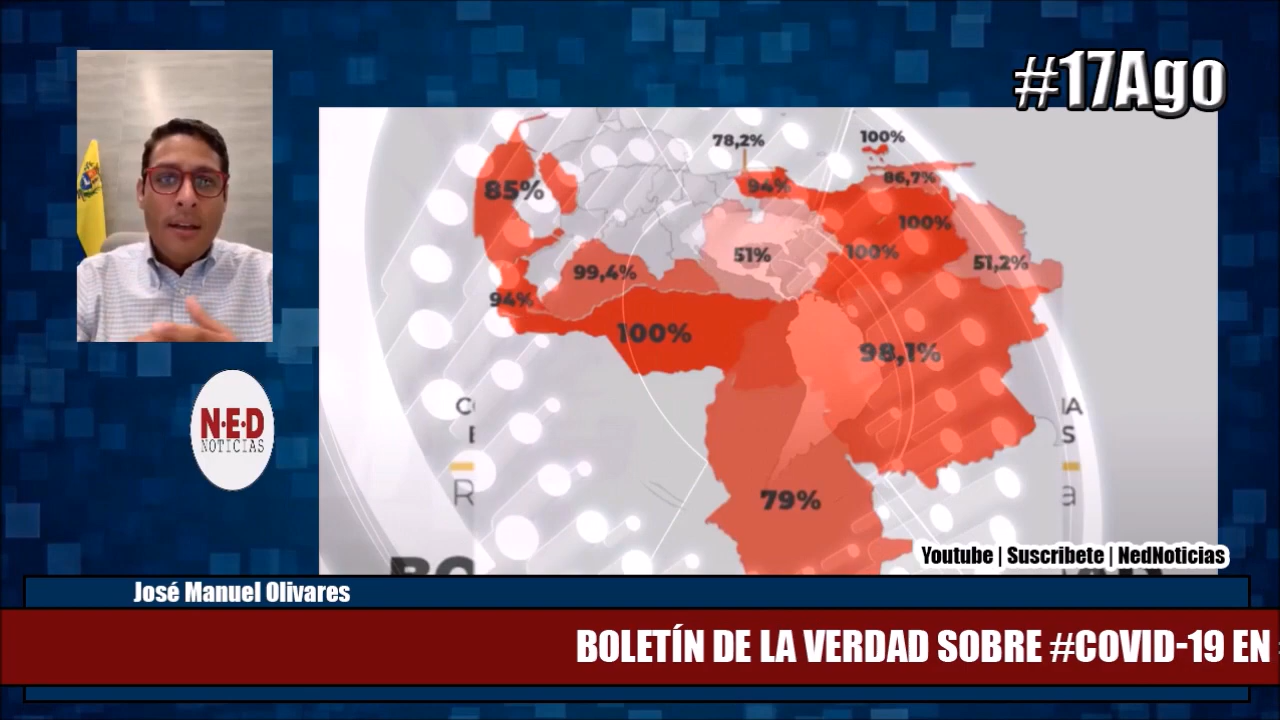 #17Ago
78,2%
100%
94%
86,7%
85%
100%
51%
100%
51,2%
99,4%
94%
100%
98,1%
79%
N·E·D
NOTICIAS
Youtube | Suscribete | NedNoticias
José Manuel Olivares
BOLETÍN DE LA VERDAD SOBRE #COVID-19 EN